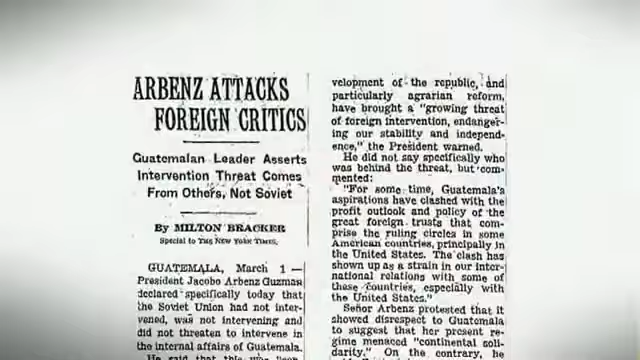 ARBENZ ATTACKS
FOREIGN CRITICS
Guatemalan Leader Asserts
Intervention Threat Comes
From Others, Not Soviet
By MILTON BRACKER
Special to THE NEW YORK TIMES.
GUATEMALA, March 1 —
President Jacobo Arbenz Guzman
declared specifically today that
the Soviet Union had not inter-
vened, was not intervening and
did not threaten to intervene in
the internal affairs of Guatemala.
He said that this was
velopment of the republic, and
particularly agrarian reform,
have brought a "growing threat
of foreign intervention, endanger-
ing our stability and independ-
ence," the President warned.
He did not say specifically who
was behind the threat, but com-
mented:
"For some time, Guatemala's
aspirations have clashed with the
profit outlook and policy of the
great foreign trusts that com-
prise the ruling circles in some
American countries, principally in
the United States. The clash has
shown up as a strain in our inter-
national relations with some of
these countries, especially with
the United States."
Señor Arbenz protested that it
showed disrespect to Guatemala
to suggest that her present re-
gime menaced "continental soli-
darity." On the contrary, he